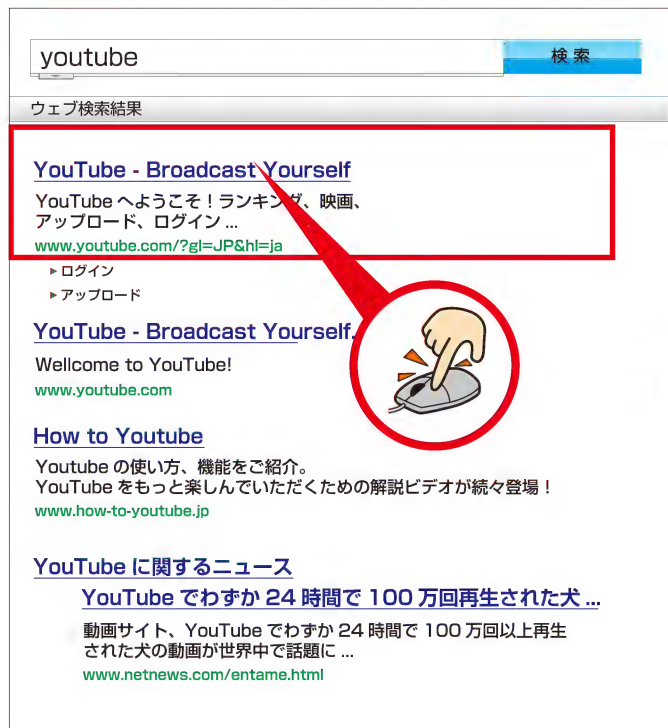 youtube
検索
ウェブ検索結果
YouTube - Broadcast Yourself
YouTube へようこそ！ランキング、映画、
アップロード、ログイン ...
www.youtube.com/?gl=JP&hl=ja
▶ログイン
▶アップロード
YouTube - Broadcast Yourself.
Wellcome to YouTube!
www.youtube.com
How to Youtube
Youtube の使い方、機能をご紹介。
YouTube をもっと楽しんでいただくための解説ビデオが続々登場！
www.how-to-youtube.jp
YouTube に関するニュース
YouTube でわずか 24 時間で 100 万回再生された犬 ...
動画サイト、YouTube でわずか 24 時間で 100 万回以上再生
された犬の動画が世界中で話題に ...
www.netnews.com/entame.html